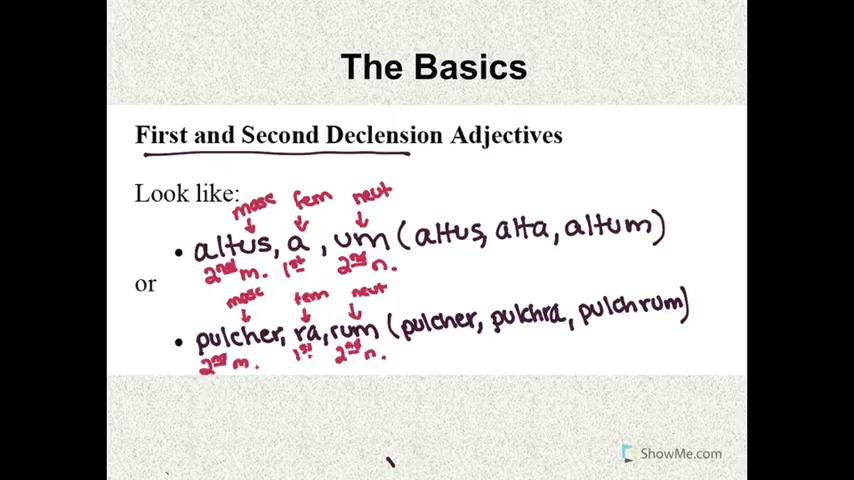 The Basics
First and Second Declension Adjectives
Look like:
masc fem neut
• altus, a, um (altus, alta, altum)
2nd m. 1st 2nd n.
or
masc fem neut
• pulcher, ra, rum (pulcher, pulchra, pulchrum)
2nd m. 1st 2nd n.
ShowMe.com